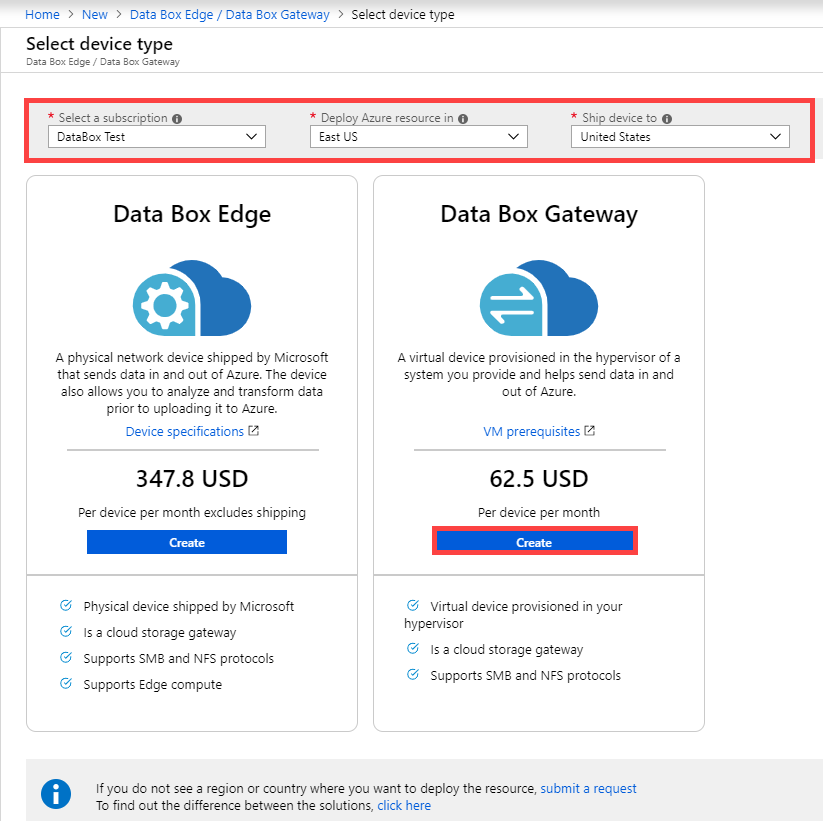 Home > New > Data Box Edge / Data Box Gateway > Select device type
Select device type
Data Box Edge / Data Box Gateway
* Select a subscription
DataBox Test
* Deploy Azure resource in
East US
* Ship device to
United States
Data Box Edge
A physical network device shipped by Microsoft
that sends data in and out of Azure. The device
also allows you to analyze and transform data
prior to uploading it to Azure.
Device specifications
347.8 USD
Per device per month excludes shipping
Create
Physical device shipped by Microsoft
Is a cloud storage gateway
Supports SMB and NFS protocols
Supports Edge compute
Data Box Gateway
A virtual device provisioned in the hypervisor of a
system you provide and helps send data in and
out of Azure.
VM prerequisites
62.5 USD
Per device per month
Create
Virtual device provisioned in your
hypervisor
Is a cloud storage gateway
Supports SMB and NFS protocols
If you do not see a region or country where you want to deploy the resource, submit a request
To find out the difference between the solutions, click here